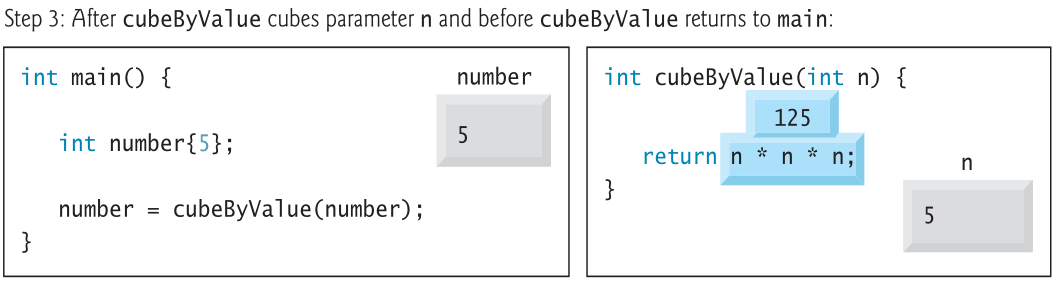 Step 3: After cubeByValue cubes parameter n and before cubeByValue returns to main:
int main() {
number
5
int number{5};
number = cubeByValue(number);
}
int cubeByValue(int n) {
125
return n * n * n;
}
n
5